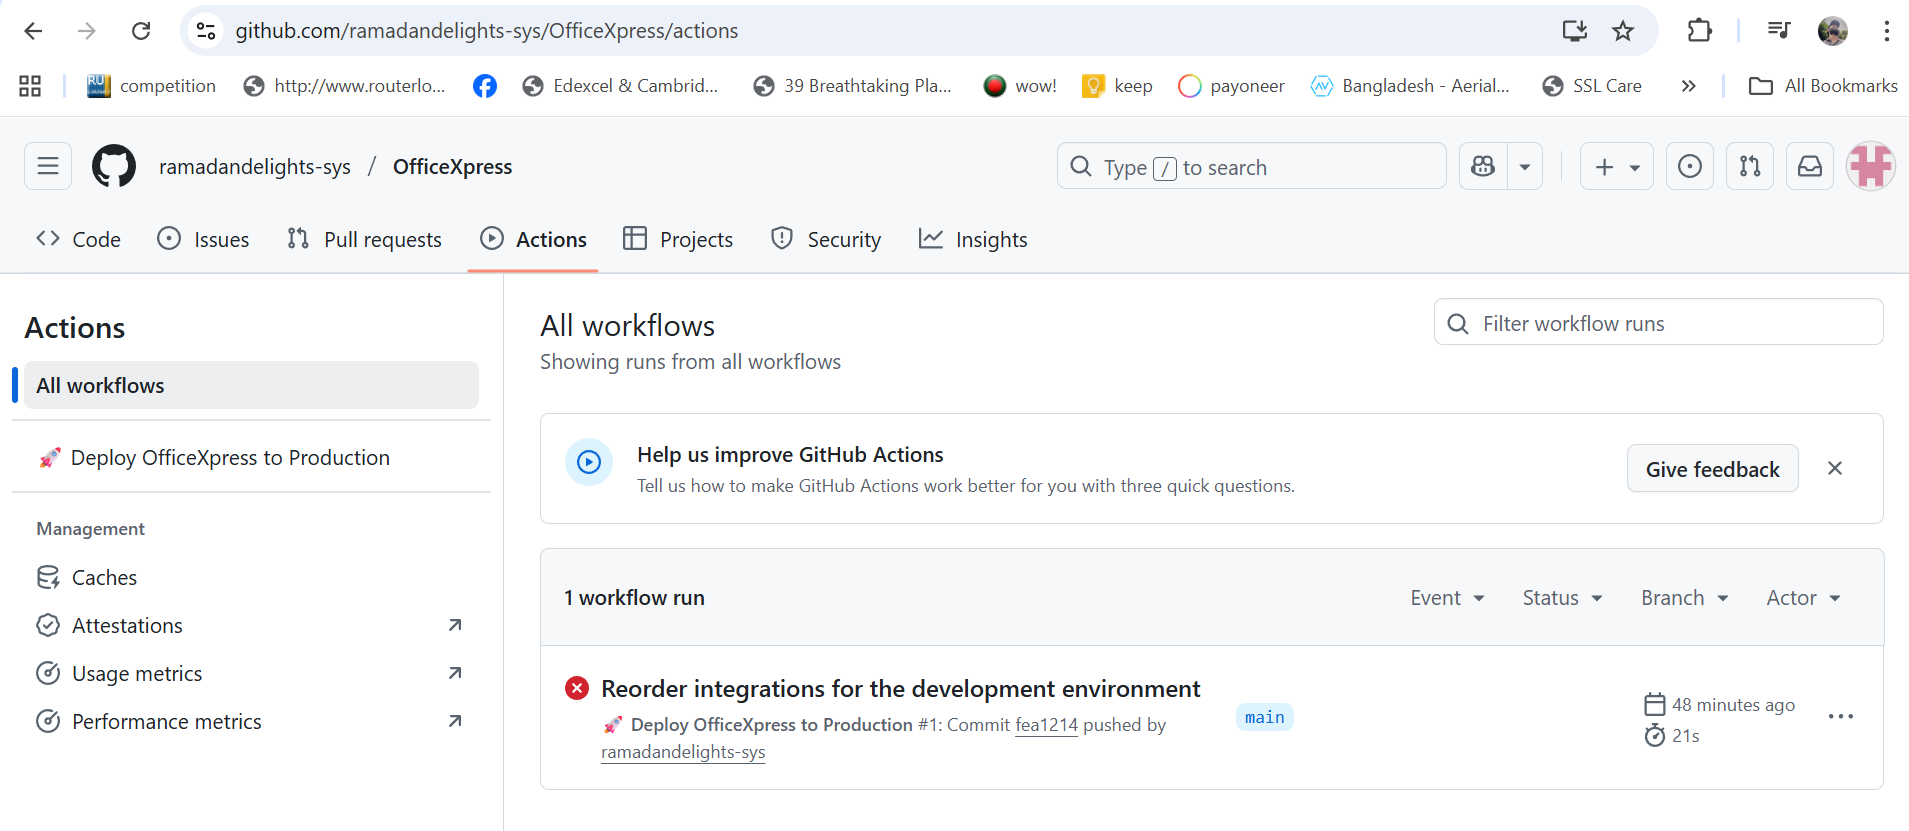 github.com/ramadandelights-sys/OfficeXpress/actions
competition
http://www.routerlo...
Edexcel & Cambrid...
39 Breathtaking Pla...
wow!
keep
payoneer
Bangladesh - Aerial...
SSL Care
»
All Bookmarks
ramadandelights-sys / OfficeXpress
Type / to search
Code
Issues
Pull requests
Actions
Projects
Security
Insights
Actions
All workflows
Deploy OfficeXpress to Production
Management
Caches
Attestations
Usage metrics
Performance metrics
All workflows
Showing runs from all workflows
Filter workflow runs
Help us improve GitHub Actions
Tell us how to make GitHub Actions work better for you with three quick questions.
Give feedback
1 workflow run
Event
Status
Branch
Actor
Reorder integrations for the development environment
Deploy OfficeXpress to Production #1: Commit fea1214 pushed by
ramadandelights-sys
main
48 minutes ago
21s